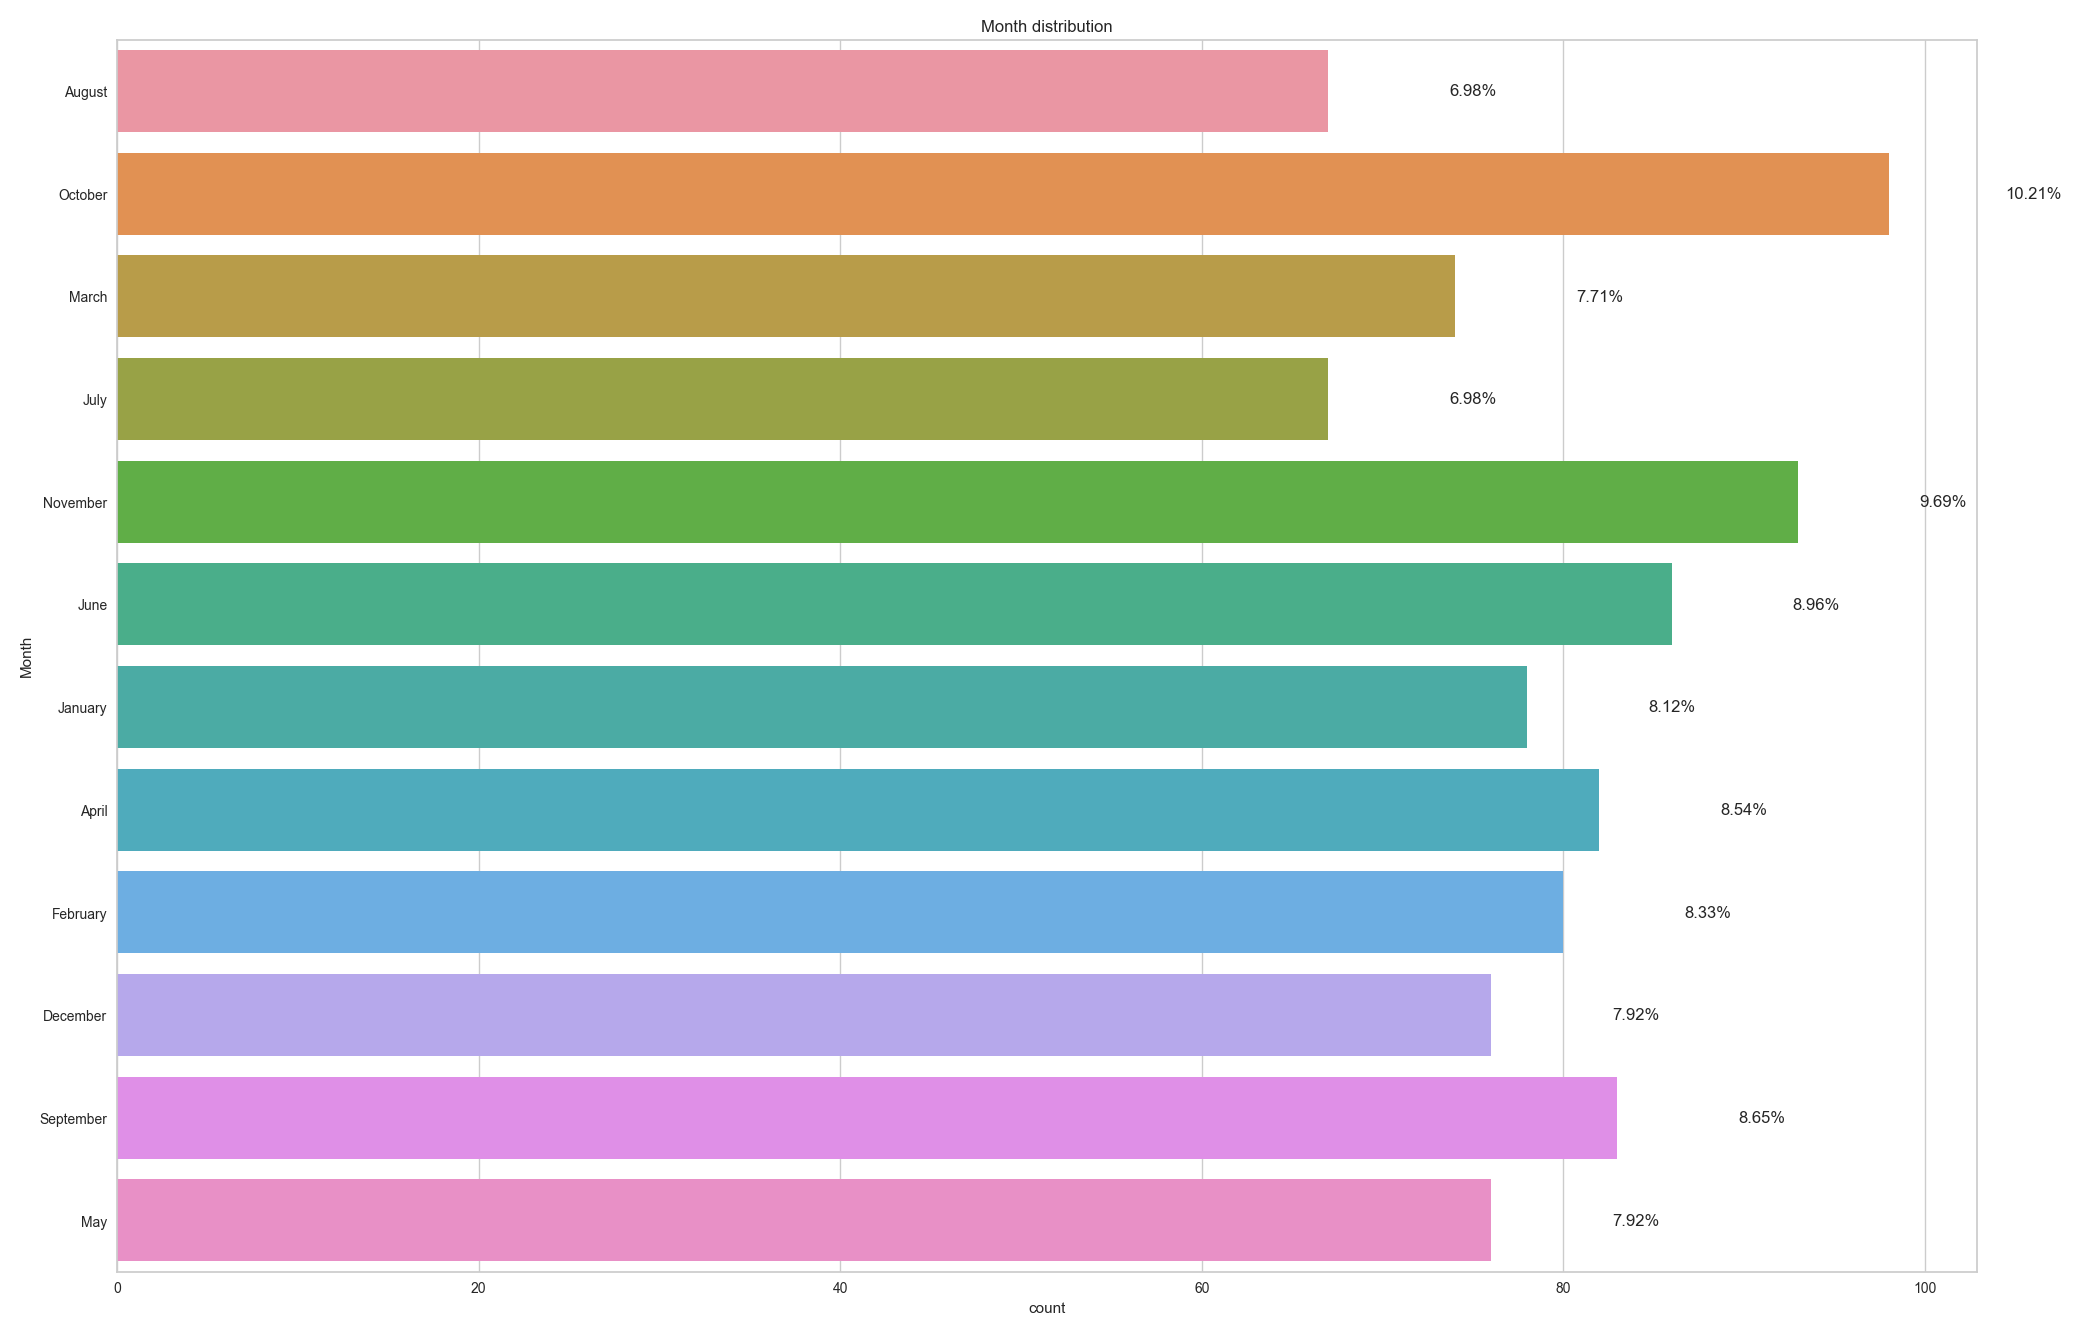 Month distribution
August 6.98%
October 10.21%
March 7.71%
July 6.98%
November 9.69%
June 8.96%
Month
January 8.12%
April 8.54%
February 8.33%
December 7.92%
September 8.65%
May 7.92%
0 20 40 60 80 100
count